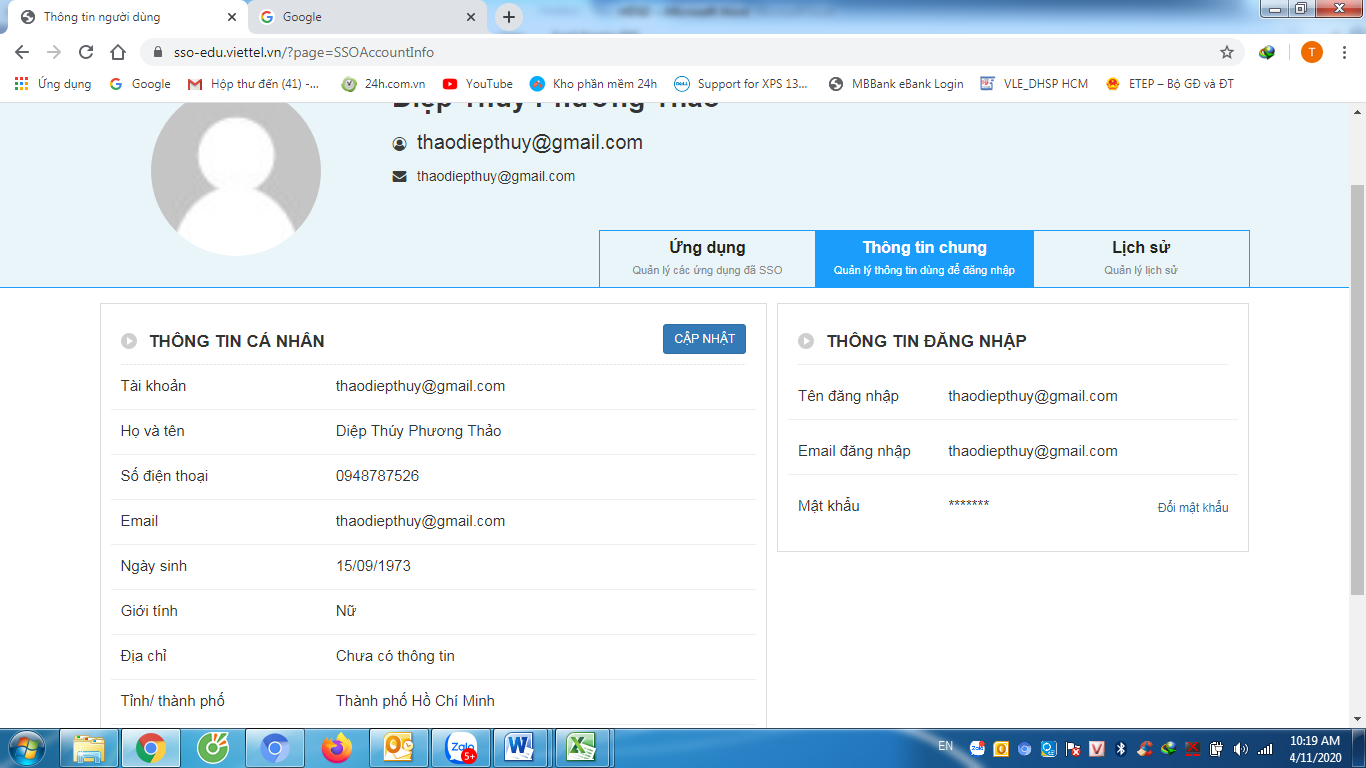 Thông tin người dùng
Google
sso-edu.viettel.vn/?page=SSOAccountInfo
T
Ứng dụng
Google
Hộp thư đến (41) -...
24h.com.vn
YouTube
Kho phần mềm 24h
Support for XPS 13...
MBBank eBank Login
VLE_DHSP HCM
ETEP – Bộ GD và ĐT
Diệp Thúy Phương Thảo
thaodiepthuy@gmail.com
thaodiepthuy@gmail.com
Ứng dụng
Quản lý các ứng dụng đã SSO
Thông tin chung
Quản lý thông tin dùng để đăng nhập
Lịch sử
Quản lý lịch sử
THÔNG TIN CÁ NHÂN
CẬP NHẬT
Tài khoản thaodiepthuy@gmail.com
Họ và tên Diệp Thúy Phương Thảo
Số điện thoại 0948787526
Email thaodiepthuy@gmail.com
Ngày sinh 15/09/1973
Giới tính Nữ
Địa chỉ Chưa có thông tin
Tỉnh/ thành phố Thành phố Hồ Chí Minh
THÔNG TIN ĐĂNG NHẬP
Tên đăng nhập thaodiepthuy@gmail.com
Email đăng nhập thaodiepthuy@gmail.com
Mật khẩu ******* Đổi mật khẩu
Zalo
5+
EN
10:19 AM
4/11/2020